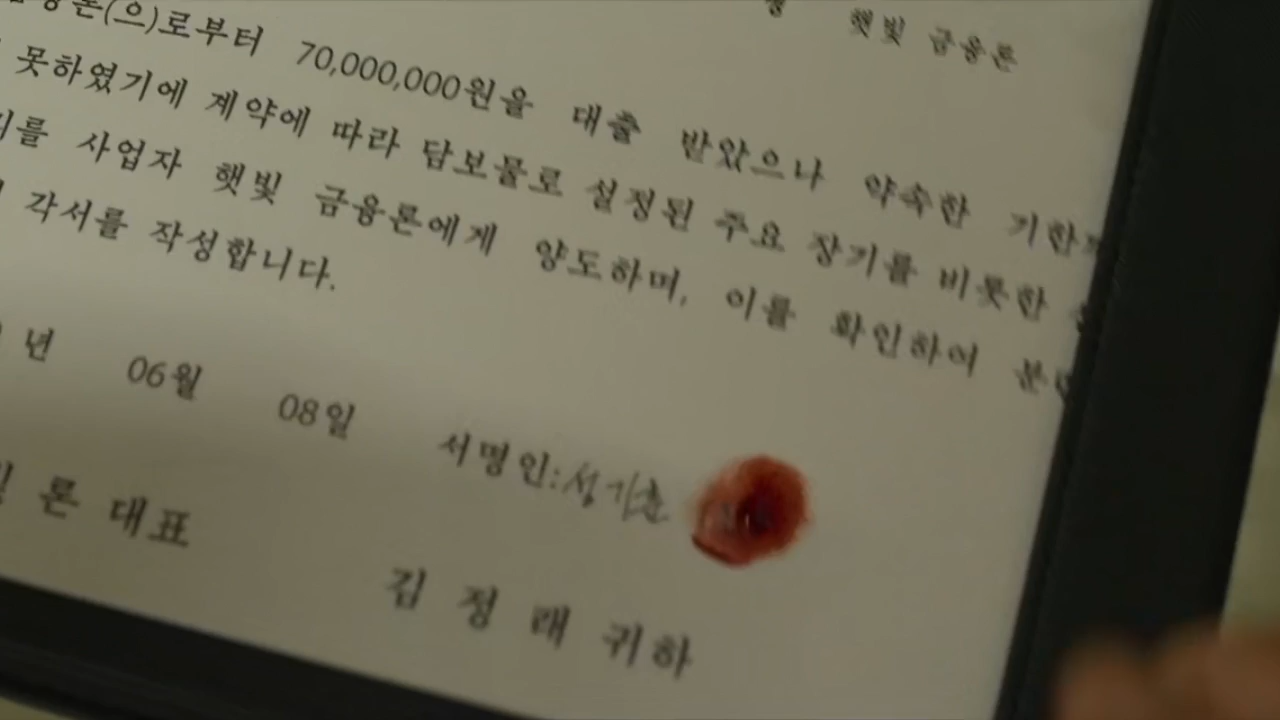 햇빛 금융론
론(으)로부터 70,000,000원을 대출 받았으나 약속한 기한
못하였기에 계약에 따라 담보물로 설정된 주요 장기를 비롯한
사업자 햇빛 금융론에게 양도하며, 이를 확인하여
각서를 작성합니다.
년 06월 08일 서명인:성기훈
론 대표
김 정 래 귀하